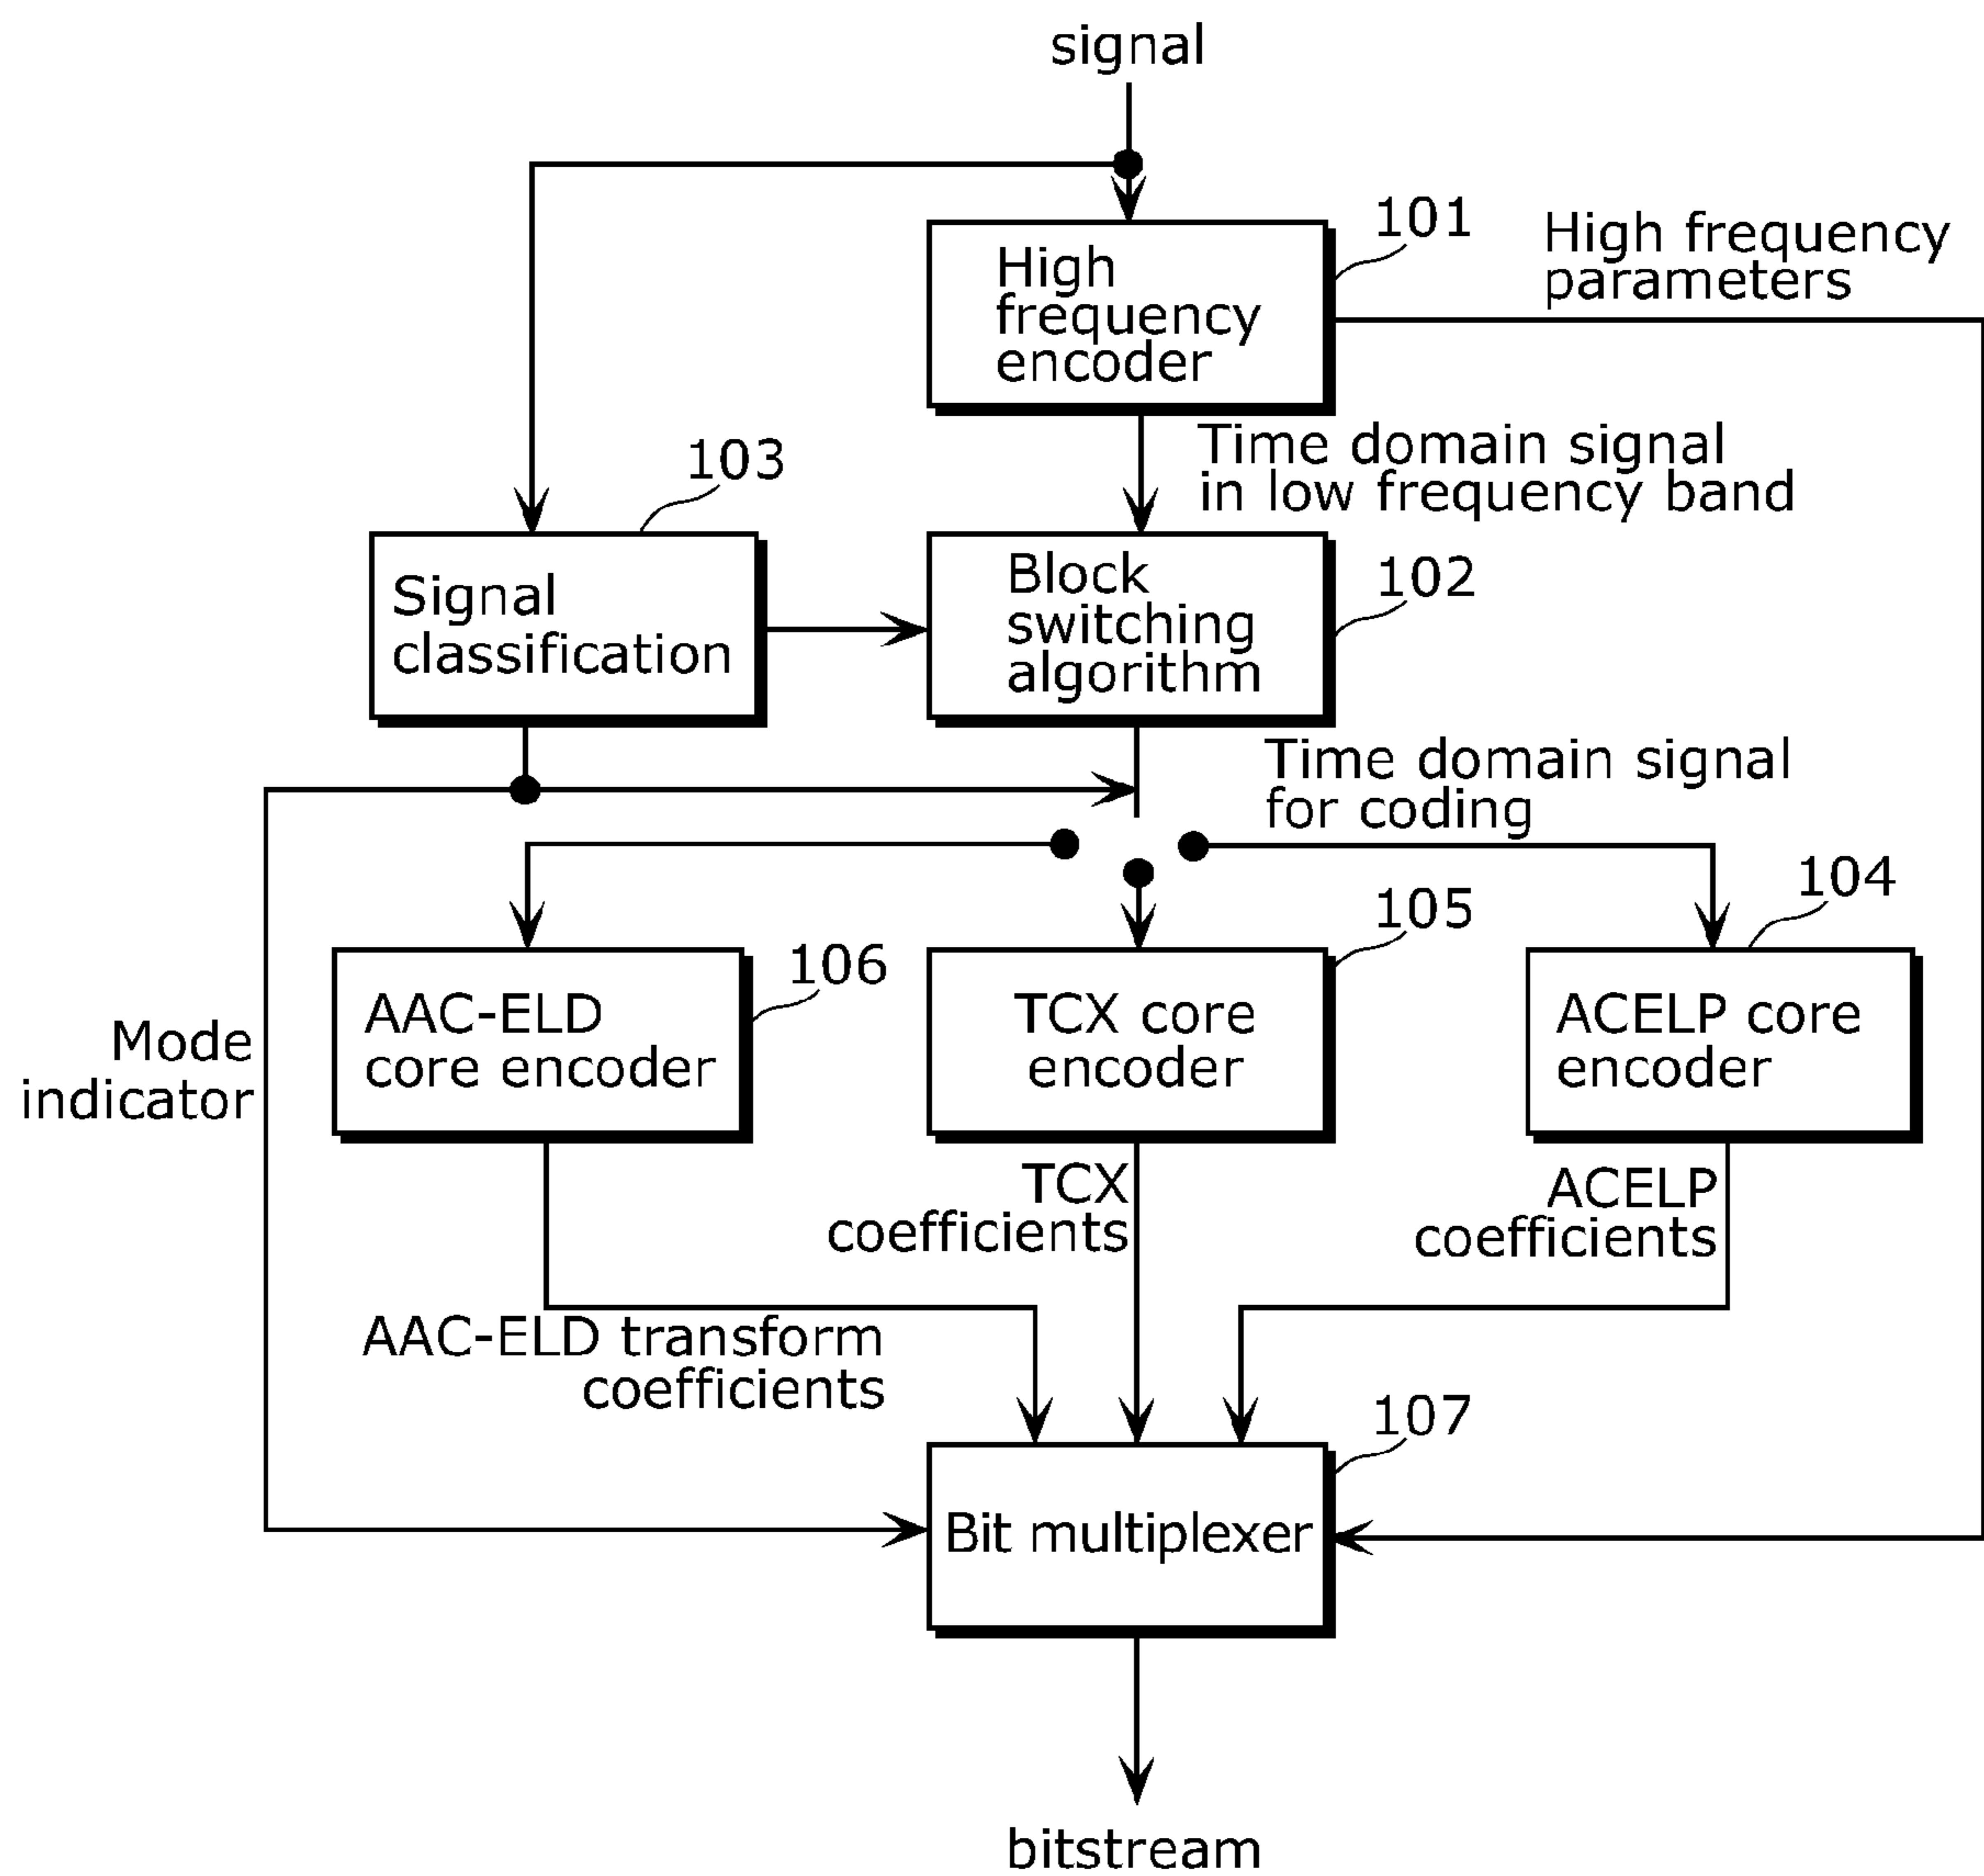 signal
101
High frequency
parameters
High
frequency
encoder
Time domain signal
in low frequency band
103
Signal
classification
102
Block
switching
algorithm
Time domain signal
for coding
104
105
106
AAC-ELD
core encoder
TCX core
encoder
ACELP core
encoder
Mode
indicator
TCX
coefficients
ACELP
coefficients
AAC-ELD transform
coefficients
107
Bit multiplexer
bitstream